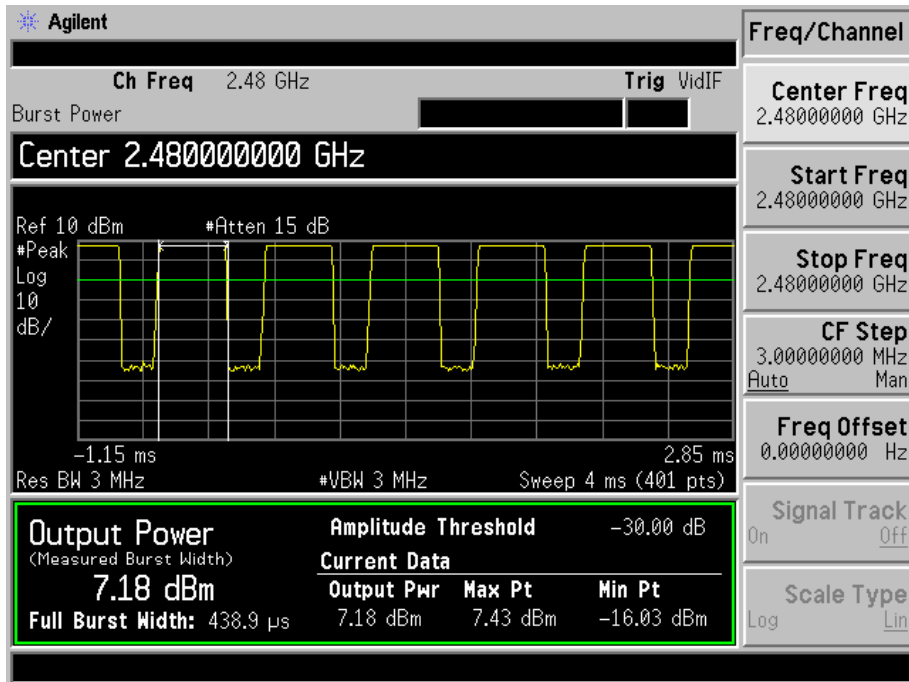 Agilent
Freq/Channel
Ch Freq 2.48 GHz Trig VidIF
Burst Power
Center 2.480000000 GHz
Ref 10 dBm #Atten 15 dB
#Peak
Log
10
dB/
-1.15 ms 2.85 ms
Res BW 3 MHz #VBW 3 MHz Sweep 4 ms (401 pts)
Output Power
(Measured Burst Width)
7.18 dBm
Full Burst Width: 438.9 µs
Amplitude Threshold -30.00 dB
Current Data
Output Pwr Max Pt Min Pt
7.18 dBm 7.43 dBm -16.03 dBm
Center Freq
2.48000000 GHz
Start Freq
2.48000000 GHz
Stop Freq
2.48000000 GHz
CF Step
3.00000000 MHz
Auto Man
Freq Offset
0.00000000 Hz
Signal Track
On Off
Scale Type
Log Lin